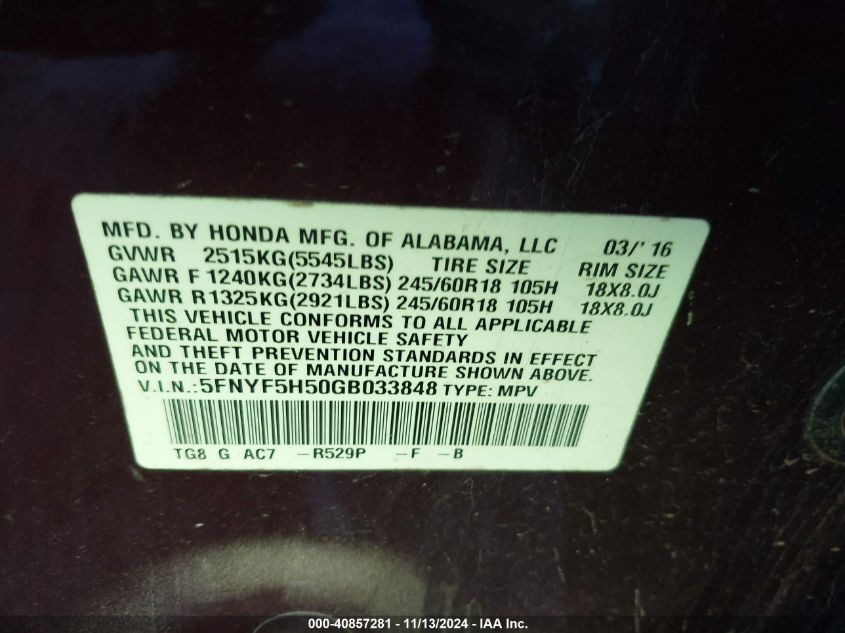 MFD. BY HONDA MFG. OF ALABAMA, LLC 03/'16
GVWR 2515KG(5545LBS) TIRE SIZE RIM SIZE
GAWR F 1240KG(2734LBS) 245/60R18 105H 18X8.0J
GAWR R 1325KG(2921LBS) 245/60R18 105H 18X8.0J
THIS VEHICLE CONFORMS TO ALL APPLICABLE
FEDERAL MOTOR VEHICLE SAFETY
AND THEFT PREVENTION STANDARDS IN EFFECT
ON THE DATE OF MANUFACTURE SHOWN ABOVE.
V.I.N.: 5FNYF5H50GB033848 TYPE: MPV
TG8 G AC7 -R529P -F -B
000-40857281 - 11/13/2024 - IAA Inc.